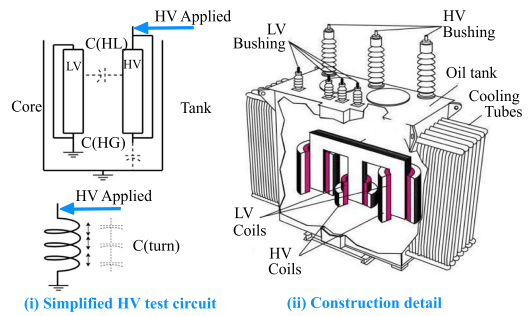 HV Applied
C(HL)
LV
HV
Core
Tank
C(HG)
HV Applied
C(turn)
(i) Simplified HV test circuit
LV
Bushing
HV
Bushing
Oil tank
Cooling
Tubes
LV
Coils
HV
Coils
(ii) Construction detail